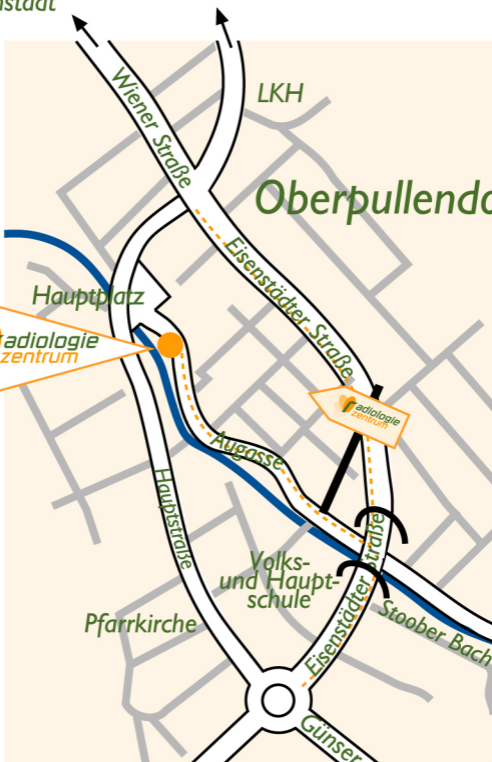 LKH
Wiener Straße
Oberpullendo
Eisenstädter Straße
Hauptplatz
adiologie
zentrum
adiologie
zentrum
Augasse
Hauptstraße
Volks-
und Haupt-
schule
Eisenstädter Straße
Stoober Bach
Pfarrkirche
Günser